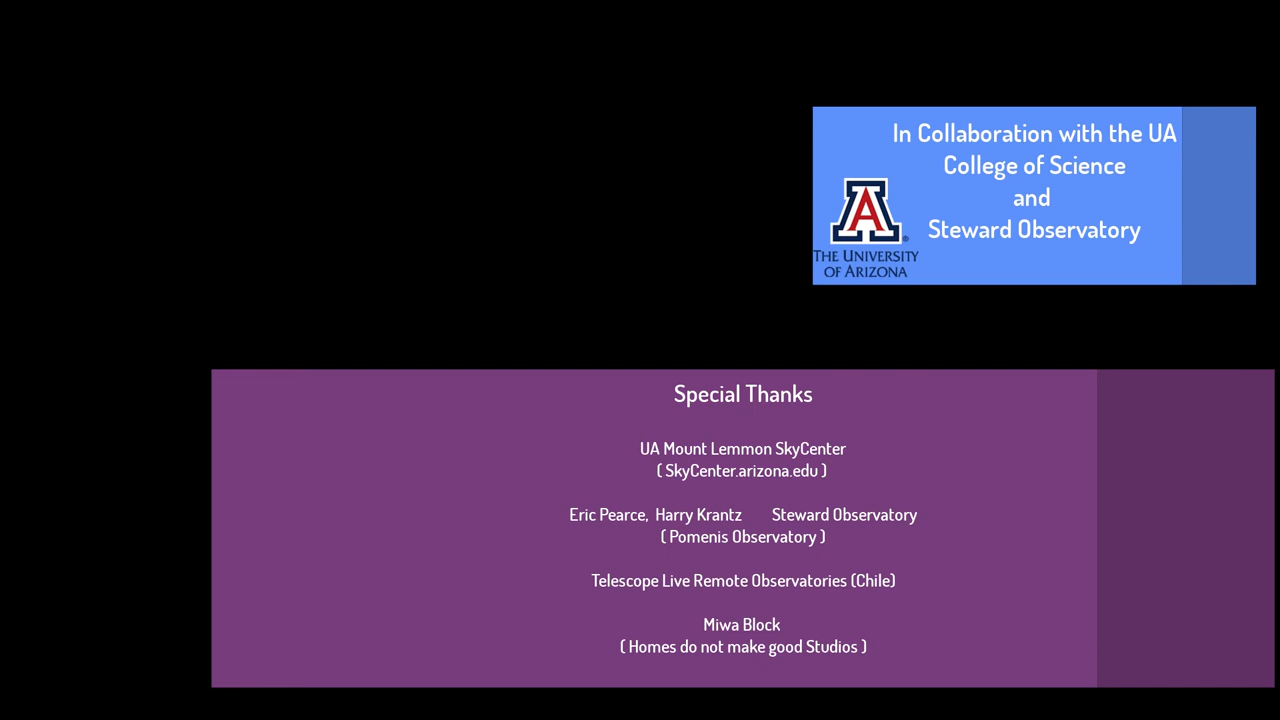 In Collaboration with the UA
College of Science
and
Steward Observatory
A
THE UNIVERSITY
OF ARIZONA
Special Thanks
UA Mount Lemmon SkyCenter
( SkyCenter.arizona.edu )
Eric Pearce,  Harry Krantz      Steward Observatory
( Pomenis Observatory )
Telescope Live Remote Observatories (Chile)
Miwa Block
( Homes do not make good Studios )